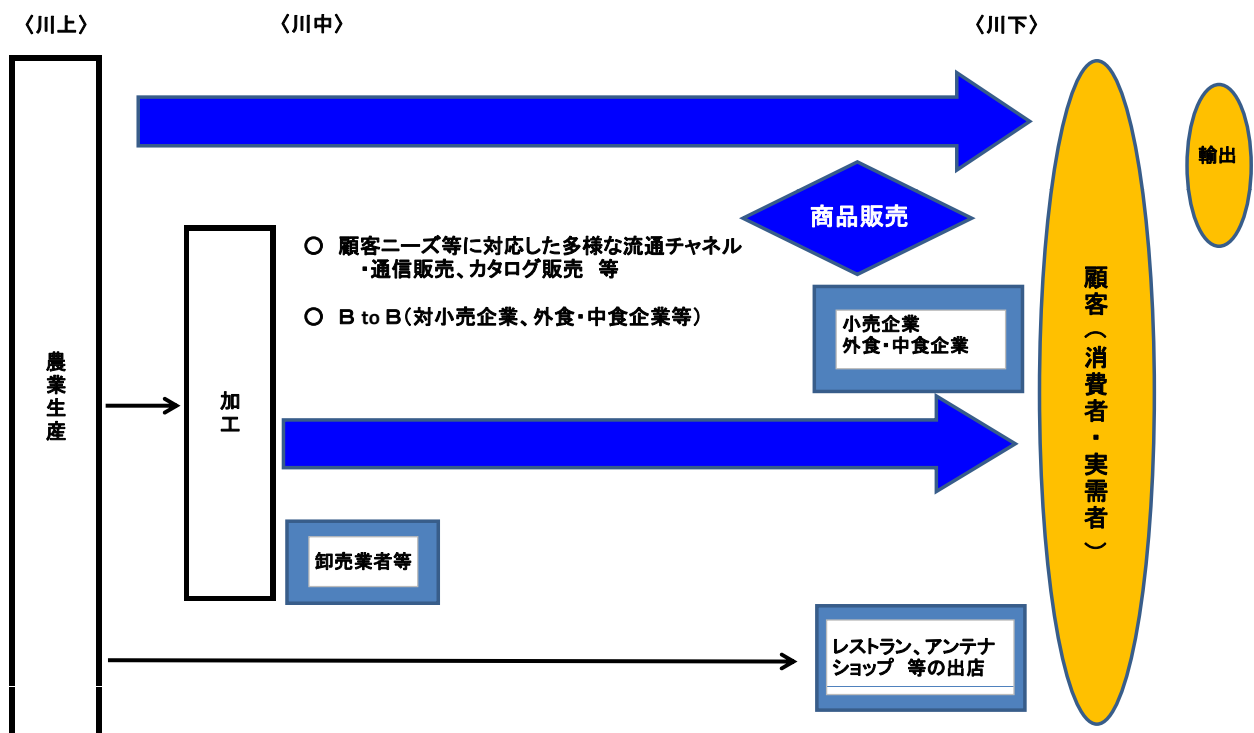 〈川上〉
〈川中〉
〈川下〉
輸出
商品販売
○ 顧客ニーズ等に対応した多様な流通チャネル
・通信販売、カタログ販売 等
○ B to B(対小売企業、外食・中食企業等)
小売企業
外食・中食企業
農業生産
加工
顧客(消費者・実需者)
卸売業者等
レストラン、アンテナ
ショップ 等の出店